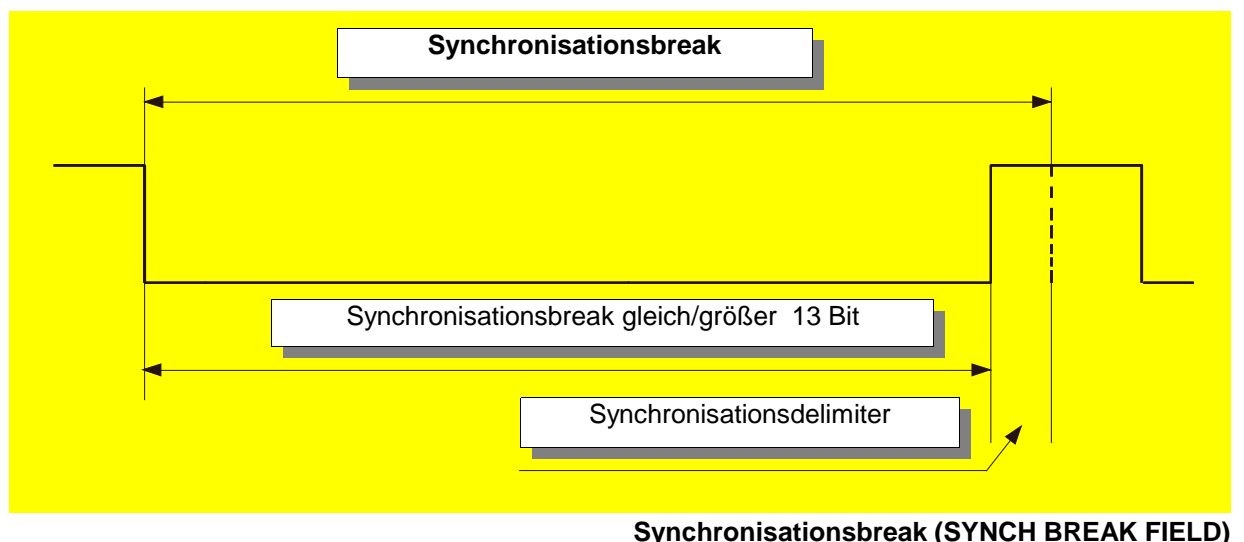 Synchronisationsbreak
Synchronisationsbreak gleich/größer 13 Bit
Synchronisationsdelimiter
Synchronisationsbreak (SYNCH BREAK FIELD)